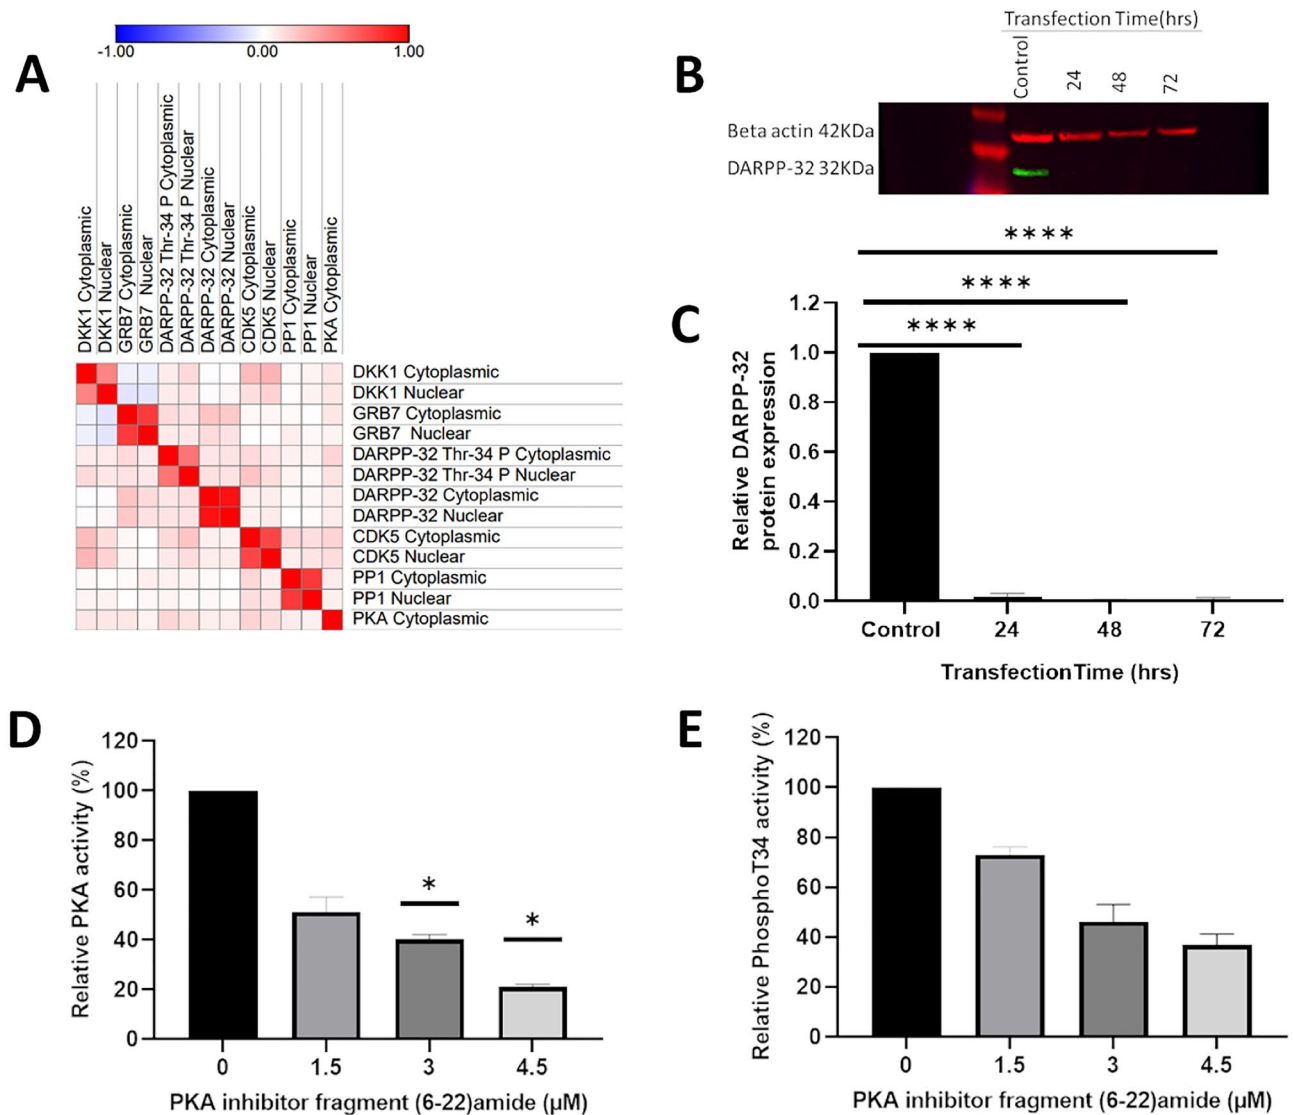 A
-1.00 0.00 1.00
DKK1 Cytoplasmic
DKK1 Nuclear
GRB7 Cytoplasmic
GRB7  Nuclear
DARPP-32 Thr-34 P Cytoplasmic
DARPP-32 Thr-34 P Nuclear
DARPP-32 Cytoplasmic
DARPP-32 Nuclear
CDK5 Cytoplasmic
CDK5 Nuclear
PP1 Cytoplasmic
PP1 Nuclear
PKA Cytoplasmic
DKK1 Cytoplasmic
DKK1 Nuclear
GRB7 Cytoplasmic
GRB7  Nuclear
DARPP-32 Thr-34 P Cytoplasmic
DARPP-32 Thr-34 P Nuclear
DARPP-32 Cytoplasmic
DARPP-32 Nuclear
CDK5 Cytoplasmic
CDK5 Nuclear
PP1 Cytoplasmic
PP1 Nuclear
PKA Cytoplasmic
B
Transfection Time(hrs)
Control 24 48 72
Beta actin 42KDa
DARPP-32 32KDa
C
****
****
****
Relative DARPP-32
protein expression
1.2
1.0
0.8
0.6
0.4
0.2
0.0
Control 24 48 72
TransfectionTime (hrs)
D
Relative PKA activity (%)
120
100
80
60
40
20
0
*
*
0 1.5 3 4.5
PKA inhibitor fragment (6-22)amide (µM)
E
Relative PhosphoT34 activity (%)
120
100
80
60
40
20
0
0 1.5 3 4.5
PKA inhibitor fragment (6-22)amide (µM)